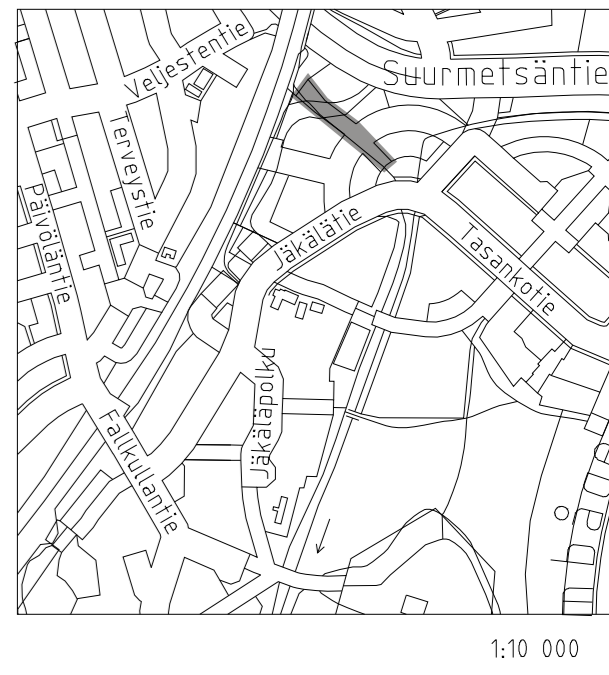 Veljestentie
Suurmetsäntie
Terveystie
Päivöläntie
Jäkälätie
Tasankotie
Jäkäläpolku
Fallkullantie
1:10 000